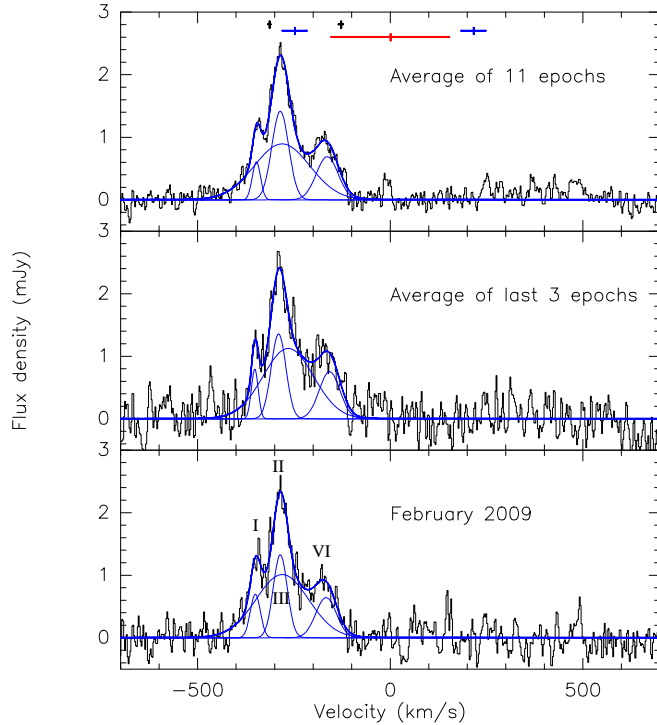 3
Average of 11 epochs
2
1
0
3
Average of last 3 epochs
2
1
0
Flux density (mJy)
3
February 2009
II
I
VI
III
2
1
0
−500 0 500
Velocity (km/s)